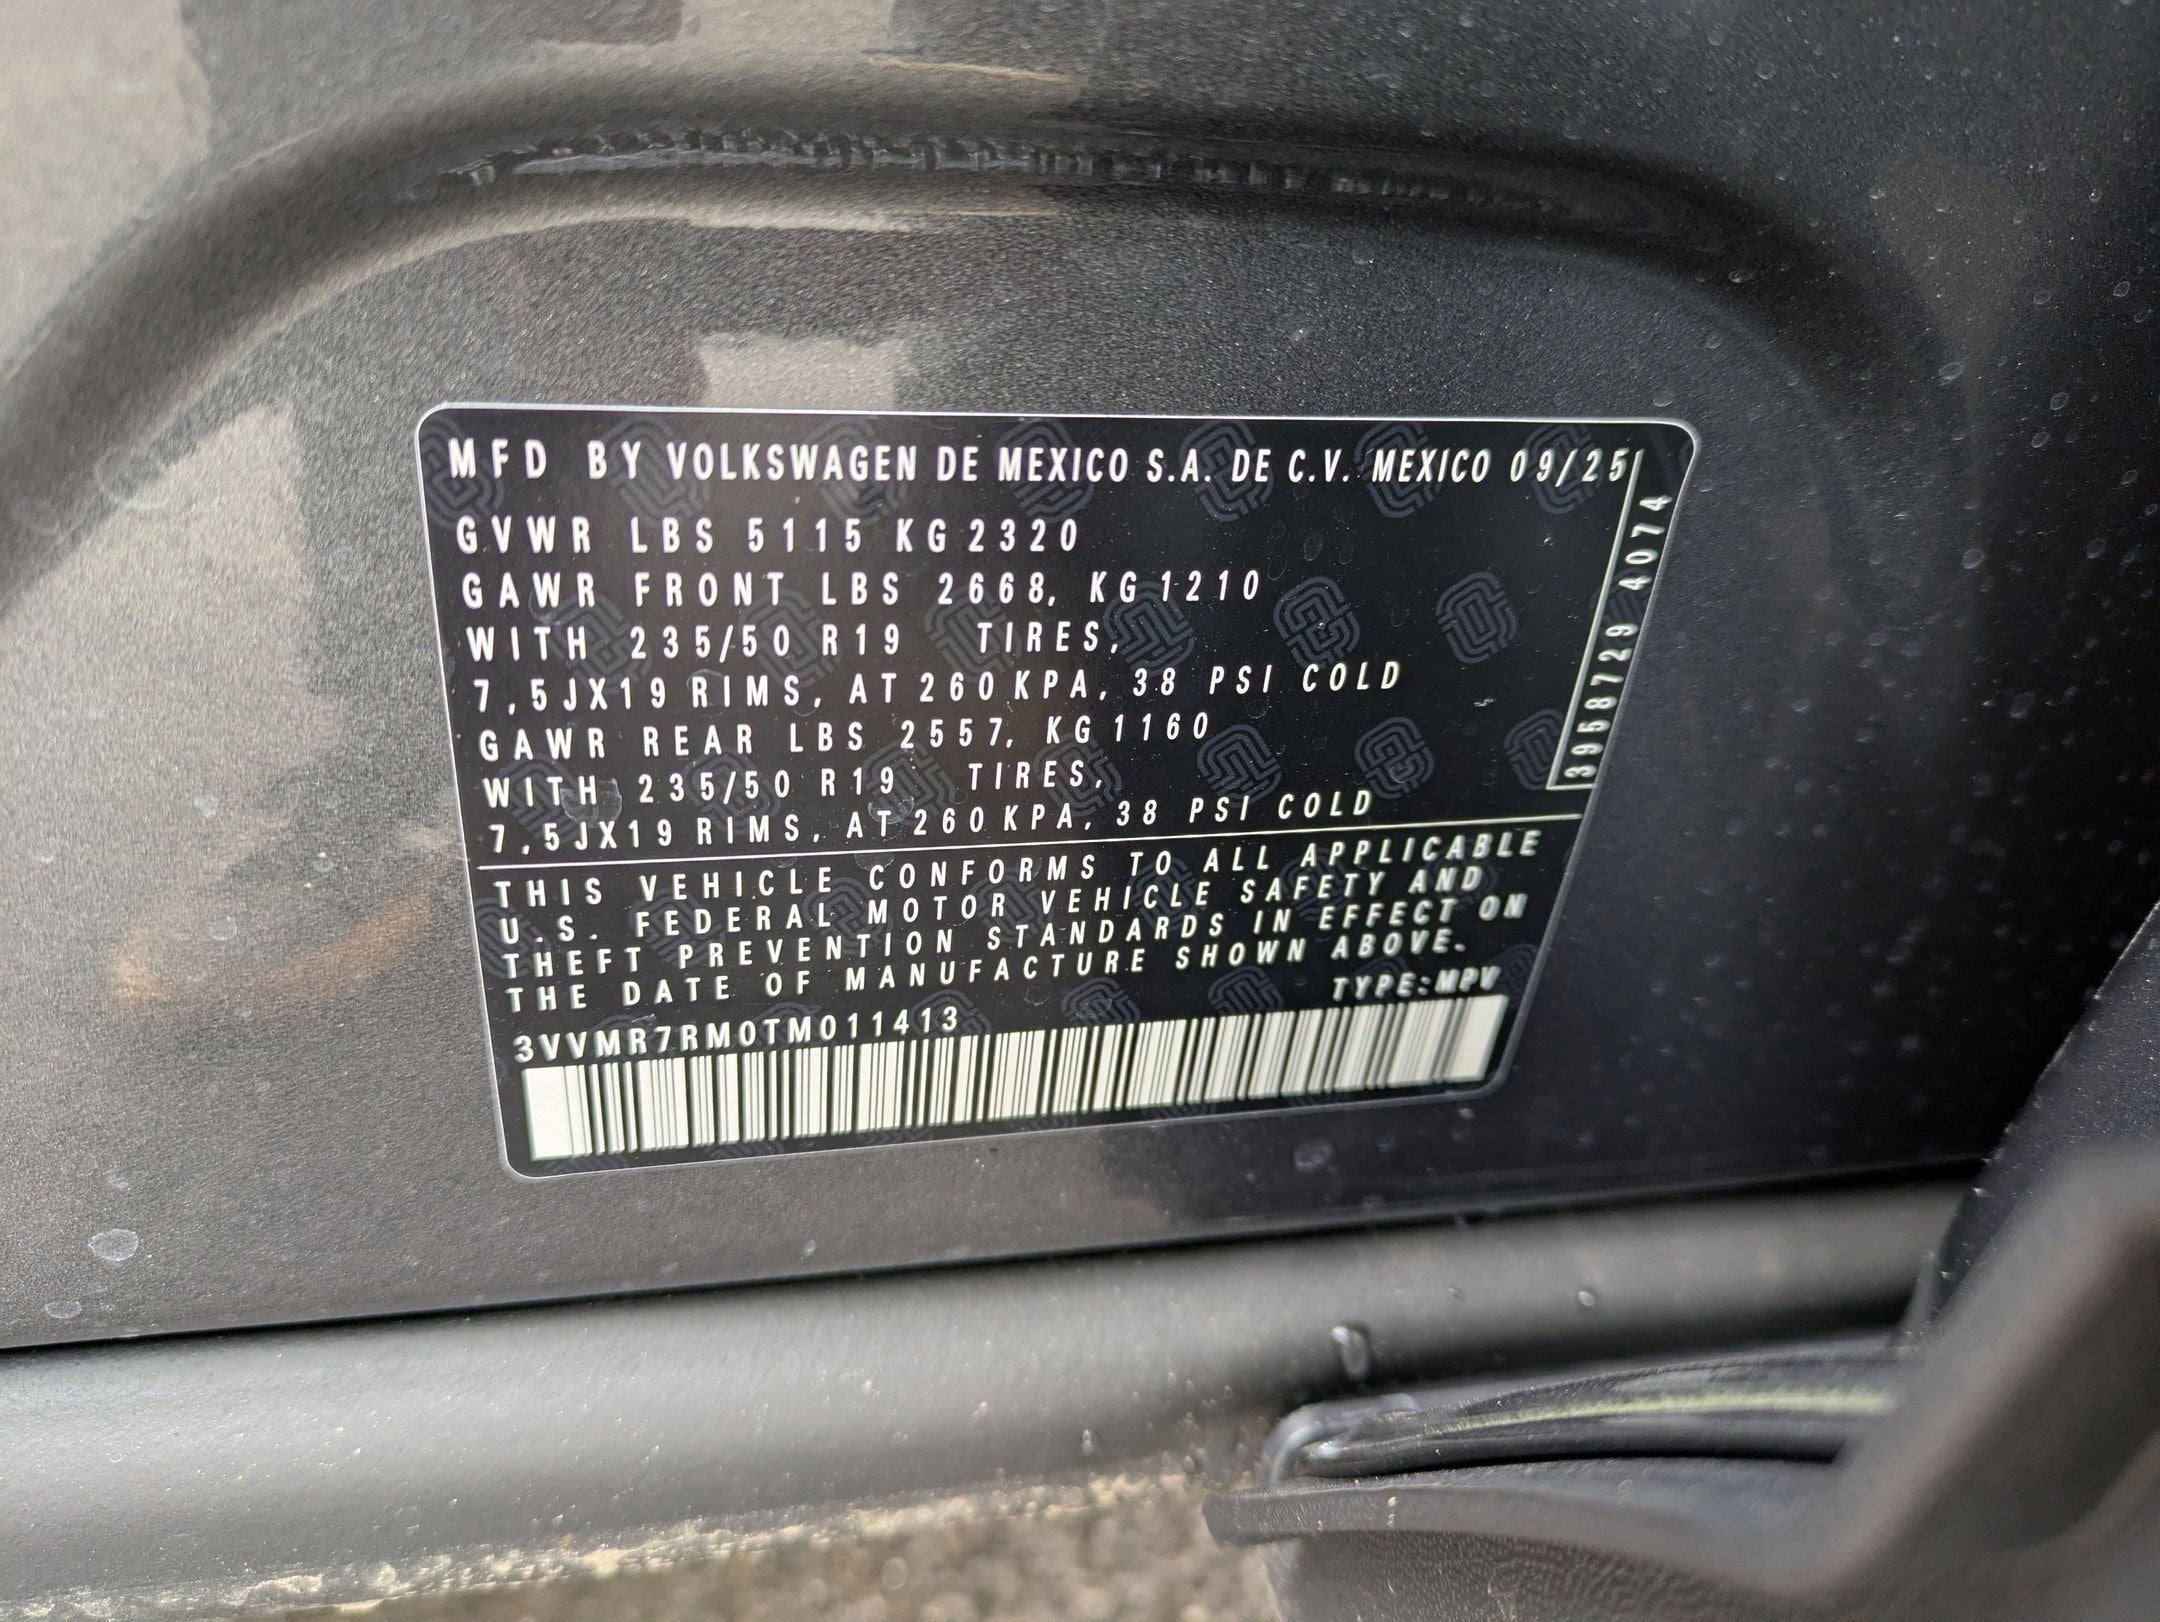 MFD BY VOLKSWAGEN DE MEXICO S.A. DE C.V. MEXICO 09/25
GVWR LBS 5115 KG 2320
GAWR FRONT LBS 2668, KG 1210
WITH 235/50 R19 TIRES,
7,5JX19 RIMS, AT 260 KPA, 38 PSI COLD
GAWR REAR LBS 2557, KG 1160
WITH 235/50 R19 TIRES,
7,5JX19 RIMS, AT 260 KPA, 38 PSI COLD
3958729 4074
THIS VEHICLE CONFORMS TO ALL APPLICABLE
U.S. FEDERAL MOTOR VEHICLE SAFETY AND
THEFT PREVENTION STANDARDS IN EFFECT ON
THE DATE OF MANUFACTURE SHOWN ABOVE.
TYPE:MPV
3VVMR7RM0TM011413